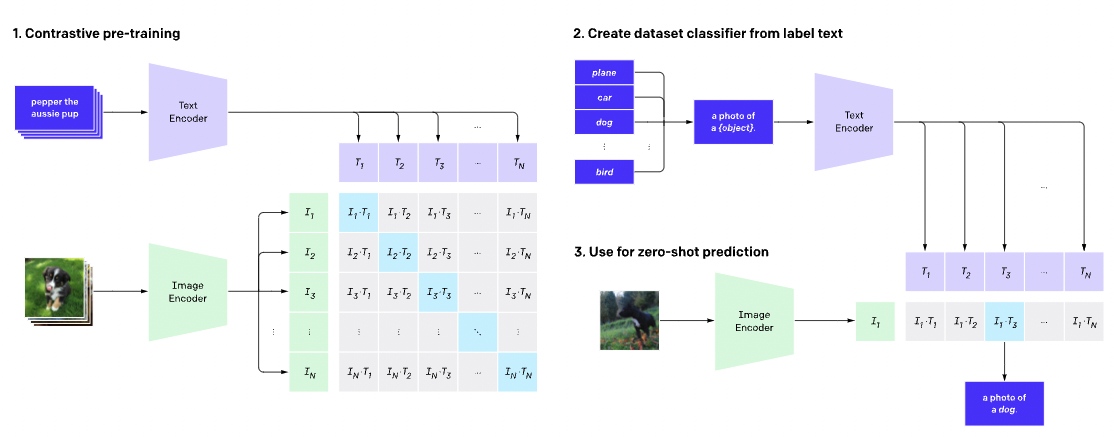 1. Contrastive pre-training
pepper the
aussie pup
Text
Encoder
...
T1 T2 T3 ... TN
I1 I1·T1 I1·T2 I1·T3 ... I1·TN
I2 I2·T1 I2·T2 I2·T3 ... I2·TN
I3 I3·T1 I3·T2 I3·T3 ... I3·TN
⋮ ⋮ ⋮ ⋮ ⋮ ⋱ ⋮
IN IN·T1 IN·T2 IN·T3 ... IN·TN
Image
Encoder
2. Create dataset classifier from label text
plane
car
dog
⋮ ⋮
bird
a photo of
a {object}.
Text
Encoder
...
3. Use for zero-shot prediction
Image
Encoder
T1 T2 T3 ... TN
I1 I1·T1 I1·T2 I1·T3 ... I1·TN
a photo of
a dog.